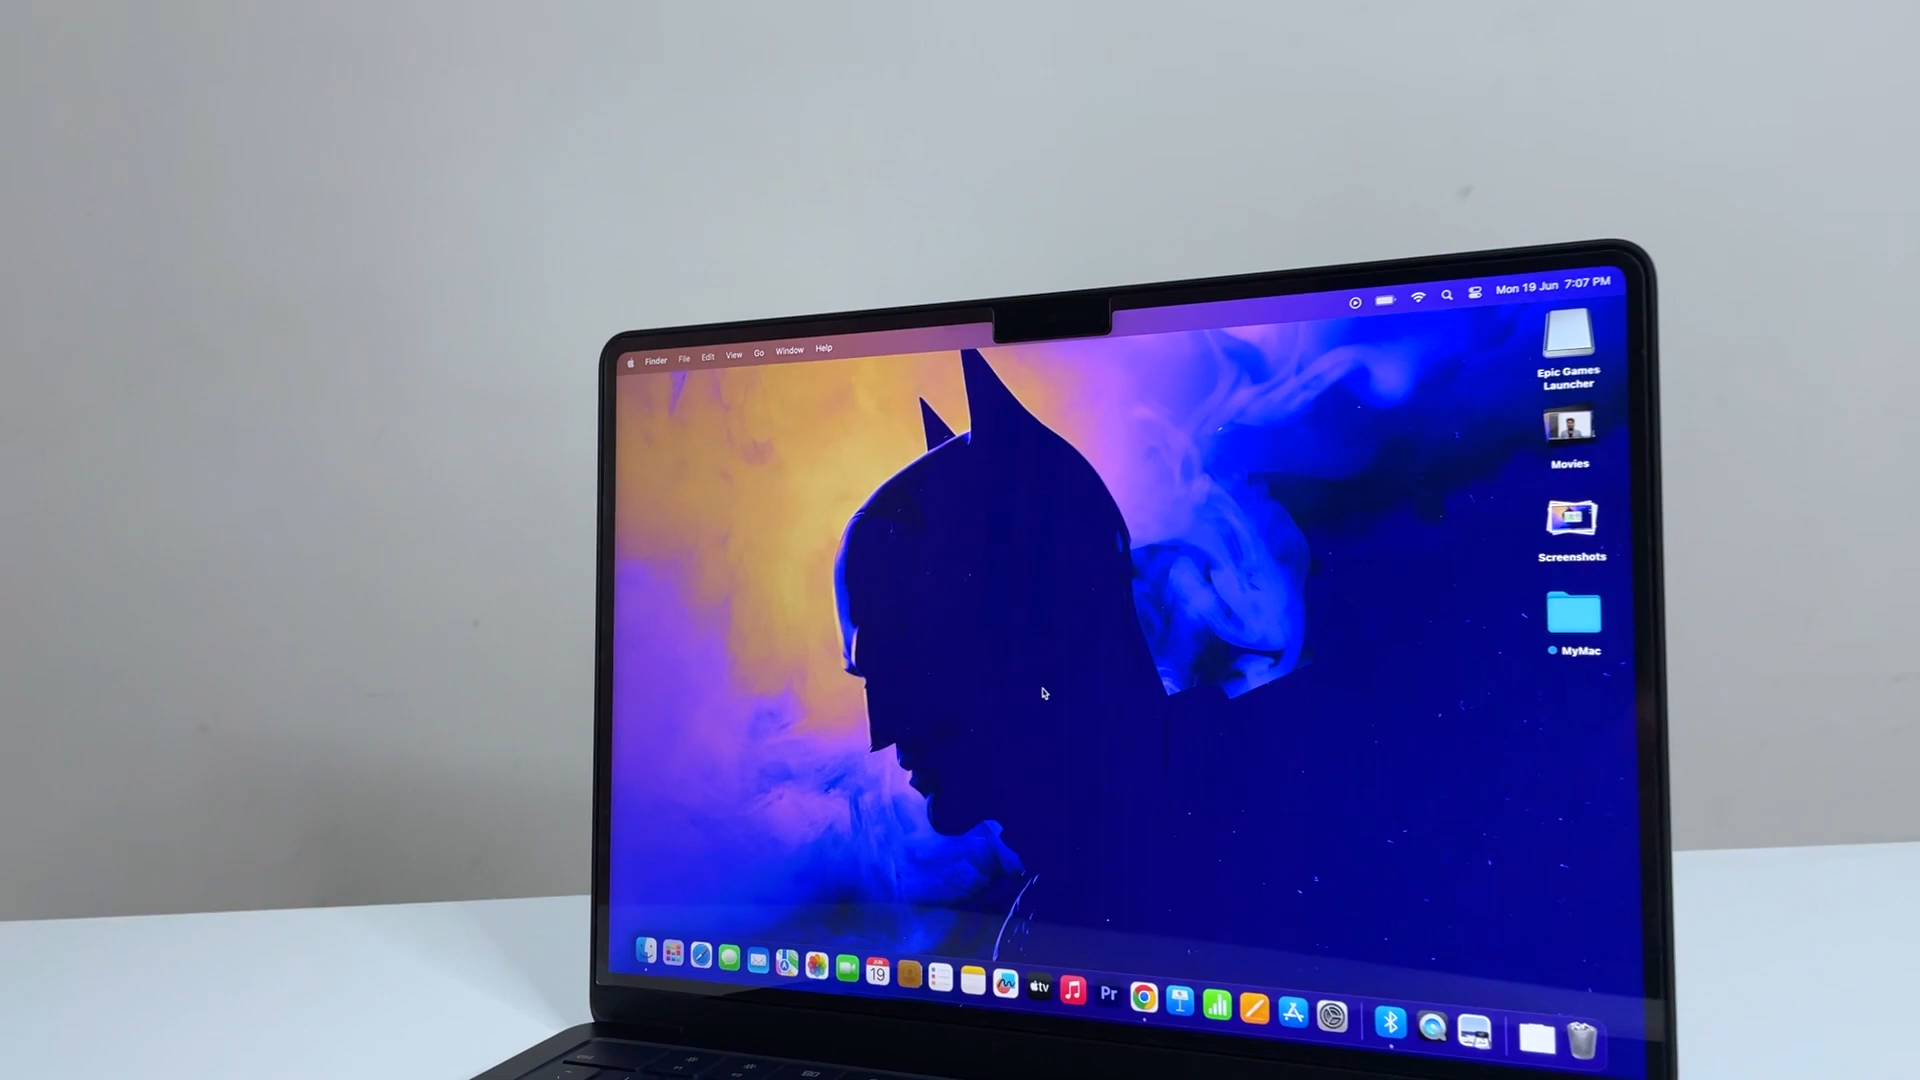 Finder File Edit View Go Window Help
Mon 19 Jun 7:07 PM
Epic Games
Launcher
Movies
Screenshots
MyMac
JUN
19
tv
Pr